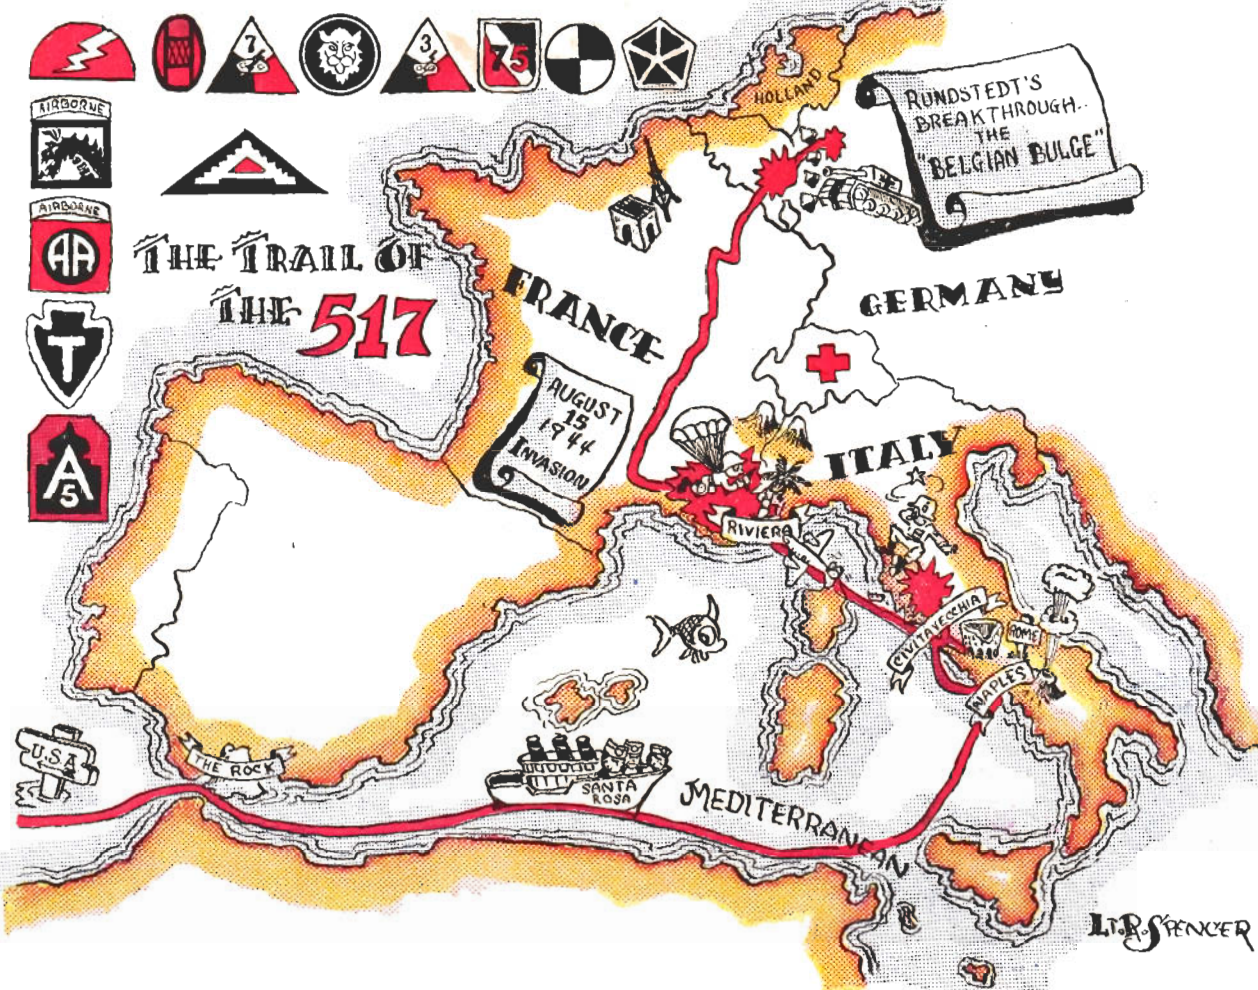 7
3
75
AIRBORNE
AIRBORNE
AA
T
A
5
THE TRAIL OF
THE 517
HOLLAND
RUNDSTEDT'S
BREAKTHROUGH..
THE
"BELGIAN BULGE"
FRANCE
GERMANY
AUGUST
15
1944
INVASION
ITALY
RIVIERA
CIVITAVECCHIA
ROME
NAPLES
U.S.A
THE ROCK
SANTA
ROSA
MEDITERRANEAN
LT. R. SPENCER